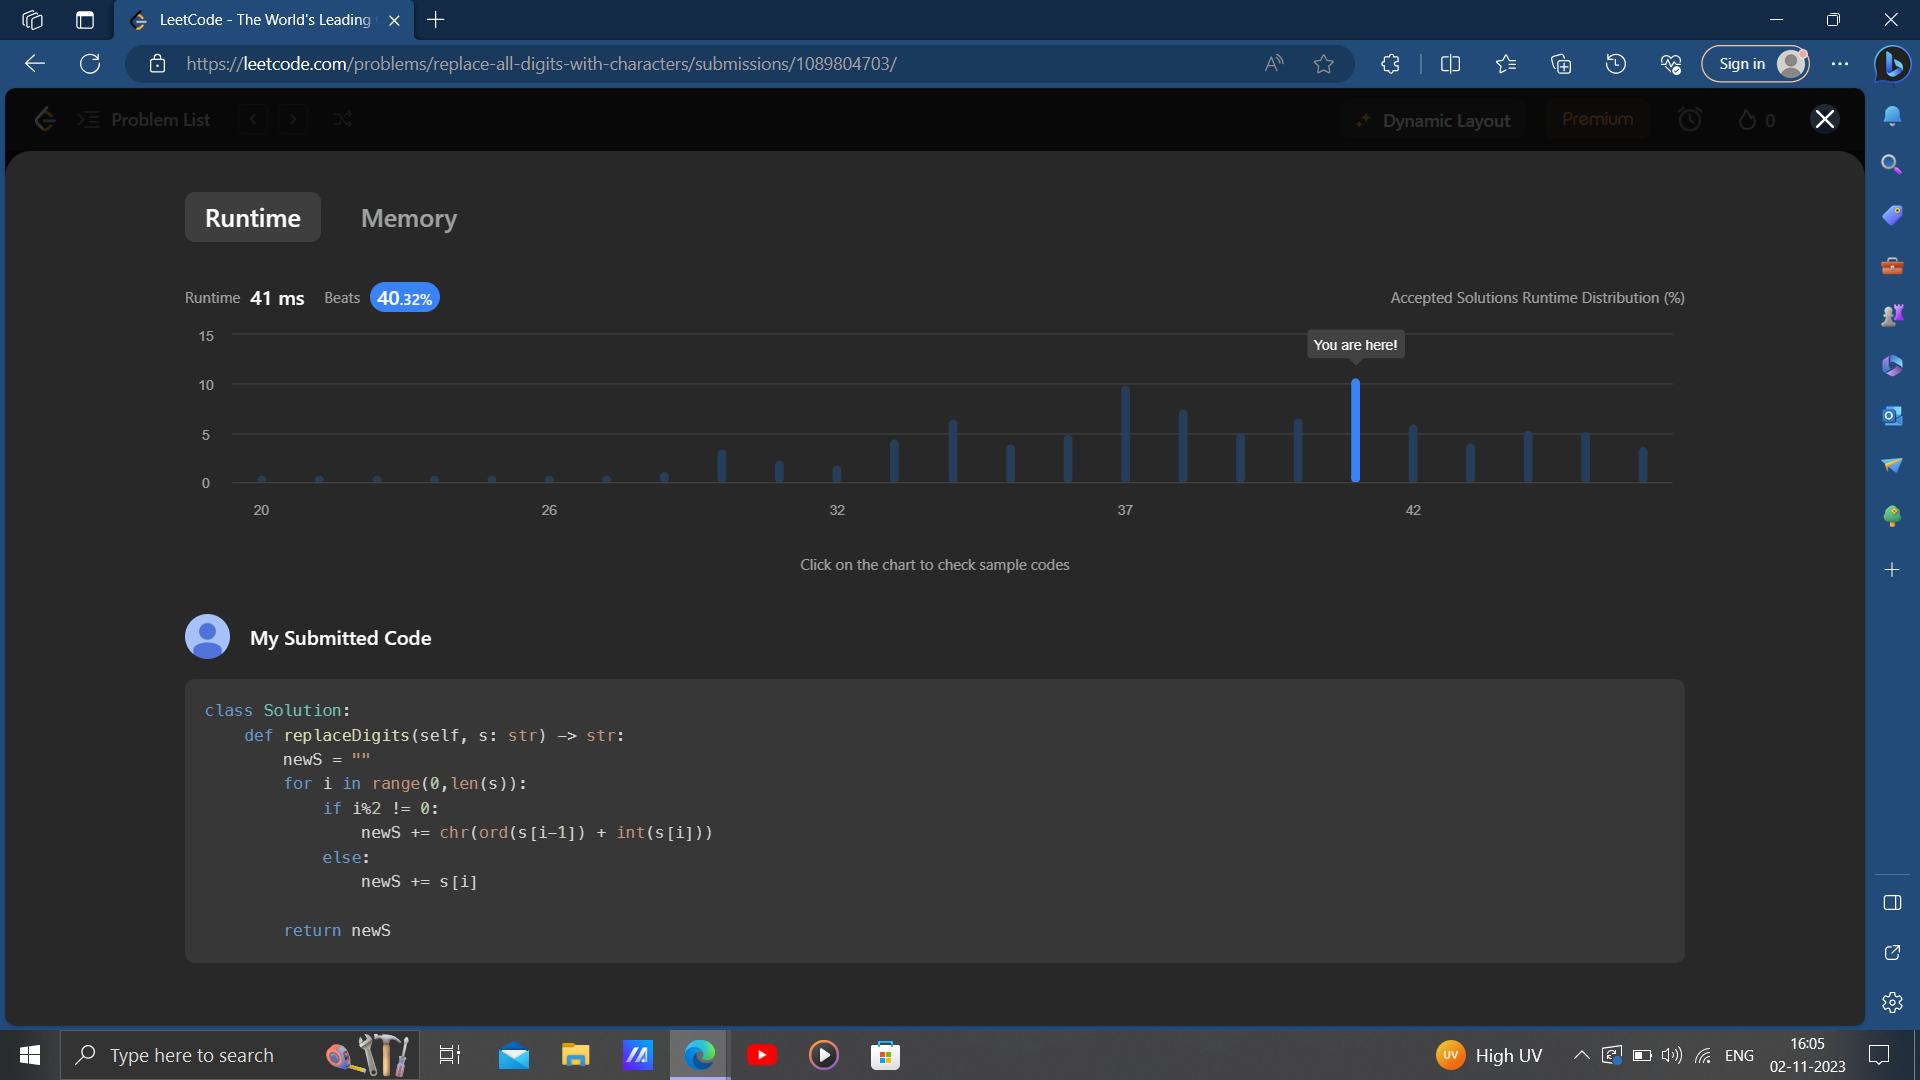 LeetCode - The World's Leading
https://leetcode.com/problems/replace-all-digits-with-characters/submissions/1089804703/
Sign in
Problem List
Dynamic Layout
Premium
0
Runtime
Memory
Runtime 41 ms Beats 40.32%
Accepted Solutions Runtime Distribution (%)
You are here!
15
10
5
0
20 26 32 37 42
Click on the chart to check sample codes
My Submitted Code
class Solution:
    def replaceDigits(self, s: str) -> str:
        newS = ""
        for i in range(0,len(s)):
            if i%2 != 0:
                newS += chr(ord(s[i-1]) + int(s[i]))
            else:
                newS += s[i]
        return newS
Type here to search
UV
High UV
ENG
16:05
02-11-2023